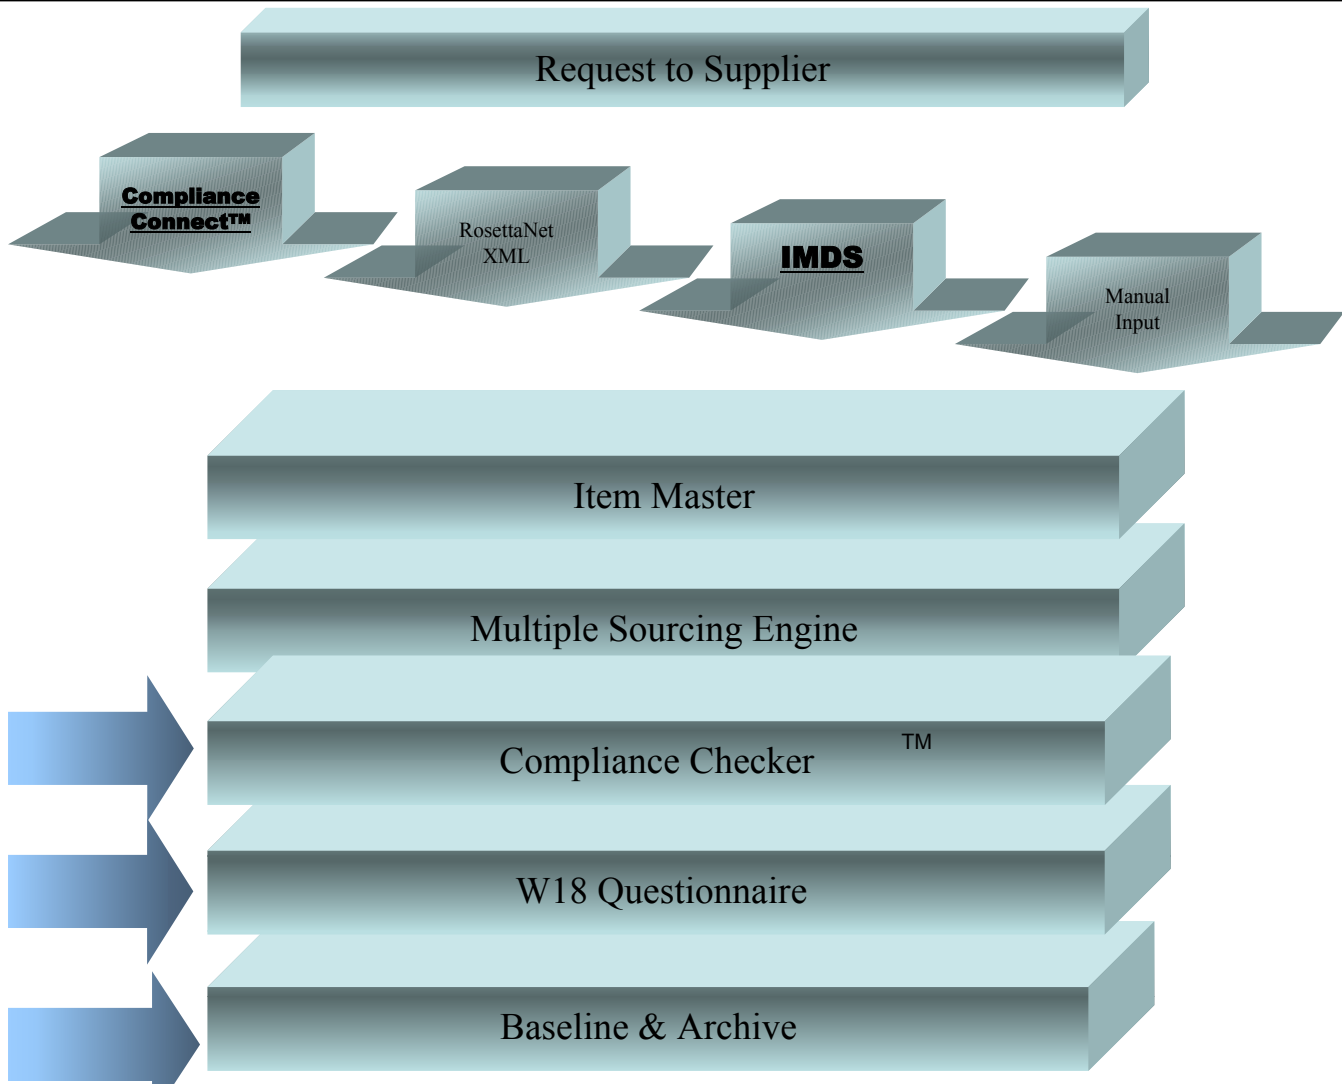 Request to Supplier
Compliance
Connect™
RosettaNet
XML
IMDS
Manual
Input
Item Master
Multiple Sourcing Engine
Compliance Checker ™
W18 Questionnaire
Baseline & Archive